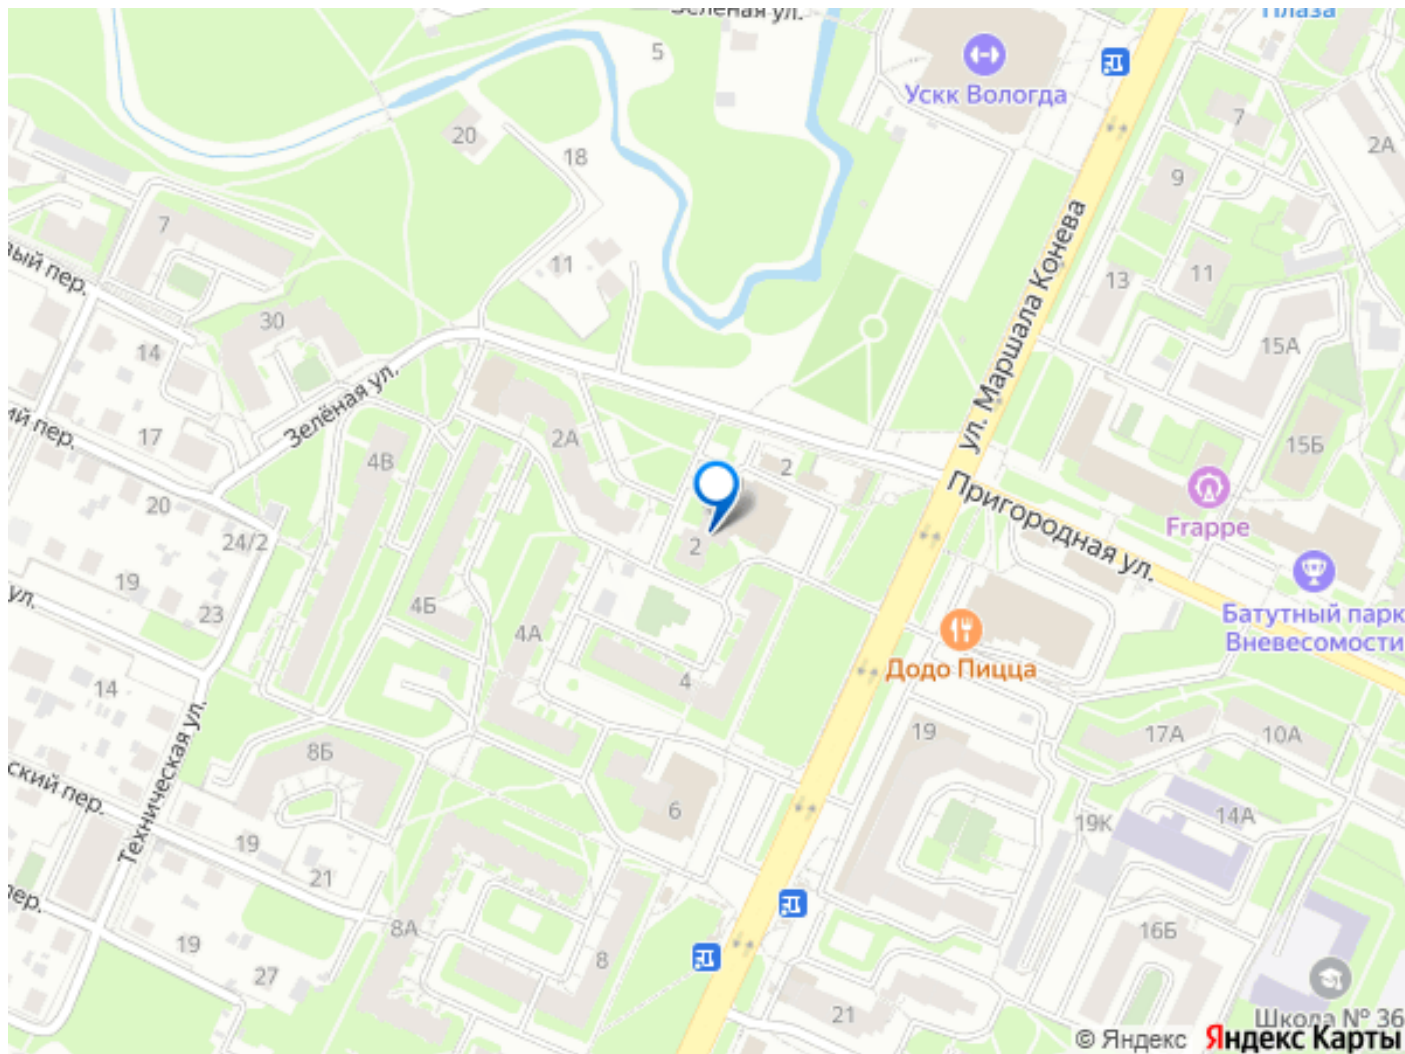 Зелёная ул.
Плаза
5
Ускк Вологда
7
2А
20
18
9
7
11
11
13
вый пер.
30
14
15А
ул. Маршала Конева
Зелёная ул.
ий пер.
17
2А
4В
2
15Б
20
Frappe
Пригородная ул.
24/2
2
19
ул.
23
4Б
4А
Батутный парк
Вневесомости
Додо Пицца
14
4
Техническая ул.
8Б
19
17А
10А
ский пер.
6
14А
19К
19
21
пер.
8А
19
27
8
16Б
21
Школа № 36
© Яндекс Яндекс Карты